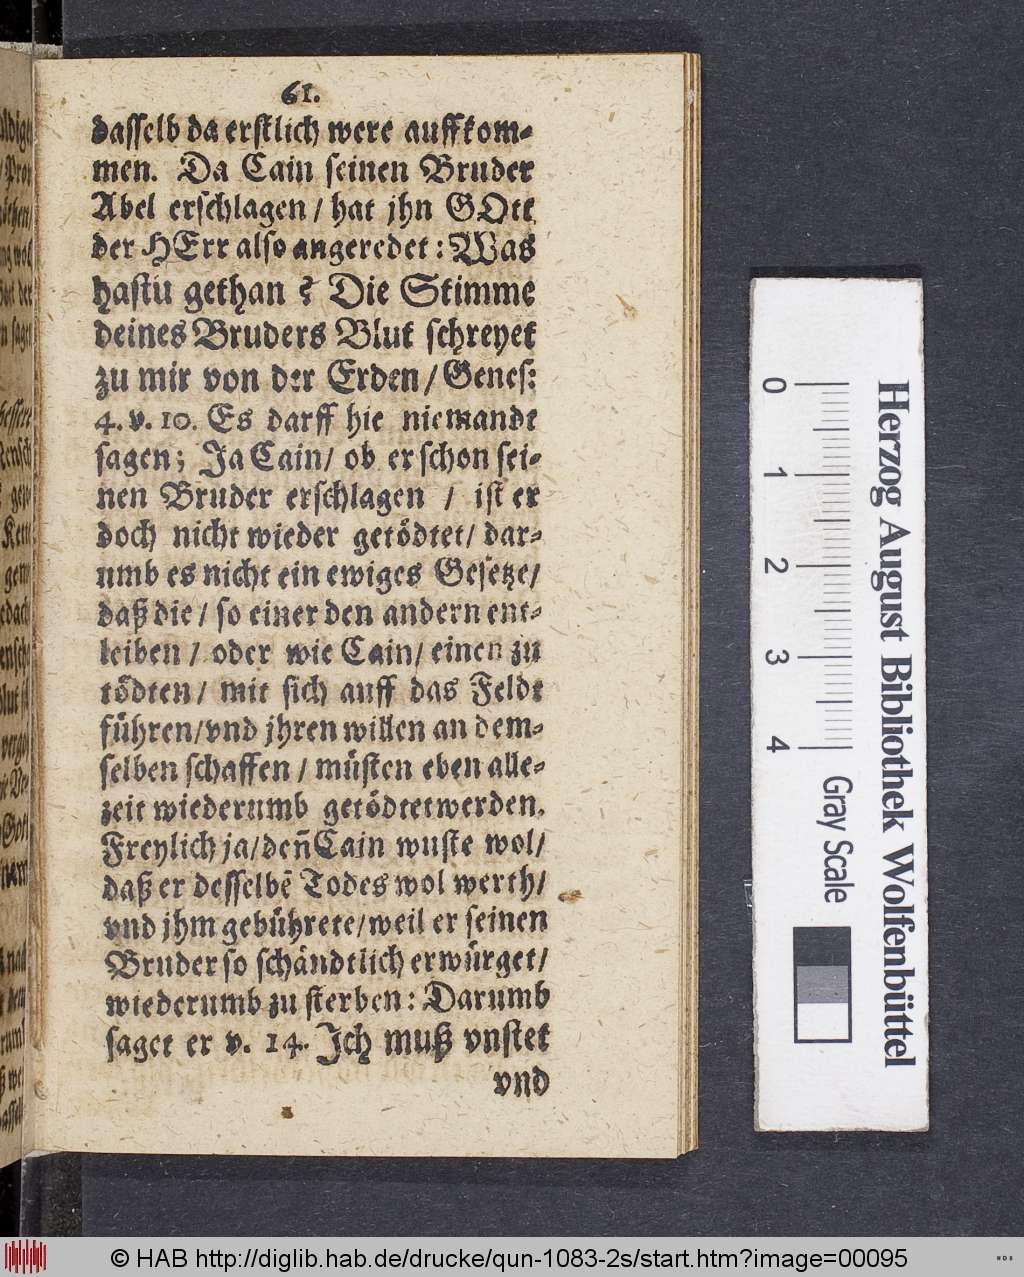 61.
dasselb da erstlich were auffkom-
men. Da Cain seinen Bruder
Abel erschlagen / hat jhn GOtt
der HErr also angeredet: Was
hastu gethan ? Die Stimme
deines Bruders Blut schreyet
zu mir von der Erden / Genes:
4. v. 10. Es darff hie niemandt
sagen; Ja Cain/ ob er schon sei-
nen Bruder erschlagen / ist er
doch nicht wieder getödtet/ dar-
umb es nicht ein ewiges Gesetze/
daß die / so einer den andern ent-
leiben / oder wie Cain/ einen zu
tödten / mit sich auff das Feldt
führen/vnd jhren willen an dem-
selben schaffen / müsten eben alle-
zeit wiederumb getödtet werden.
Freylich ja/ deñ Cain wuste wol/
daß er desselbē Todes wol werth/
vnd jhm gebührete/ weil er seinen
Bruder so schändtlich erwürget/
wiederumb zu sterben: Darumb
saget er v. 14. Jch muß vnstet
vnd
Herzog August Bibliothek Wolfenbüttel
0 1 2 3 4
Gray Scale
© HAB http://diglib.hab.de/drucke/qun-1083-2s/start.htm?image=00095